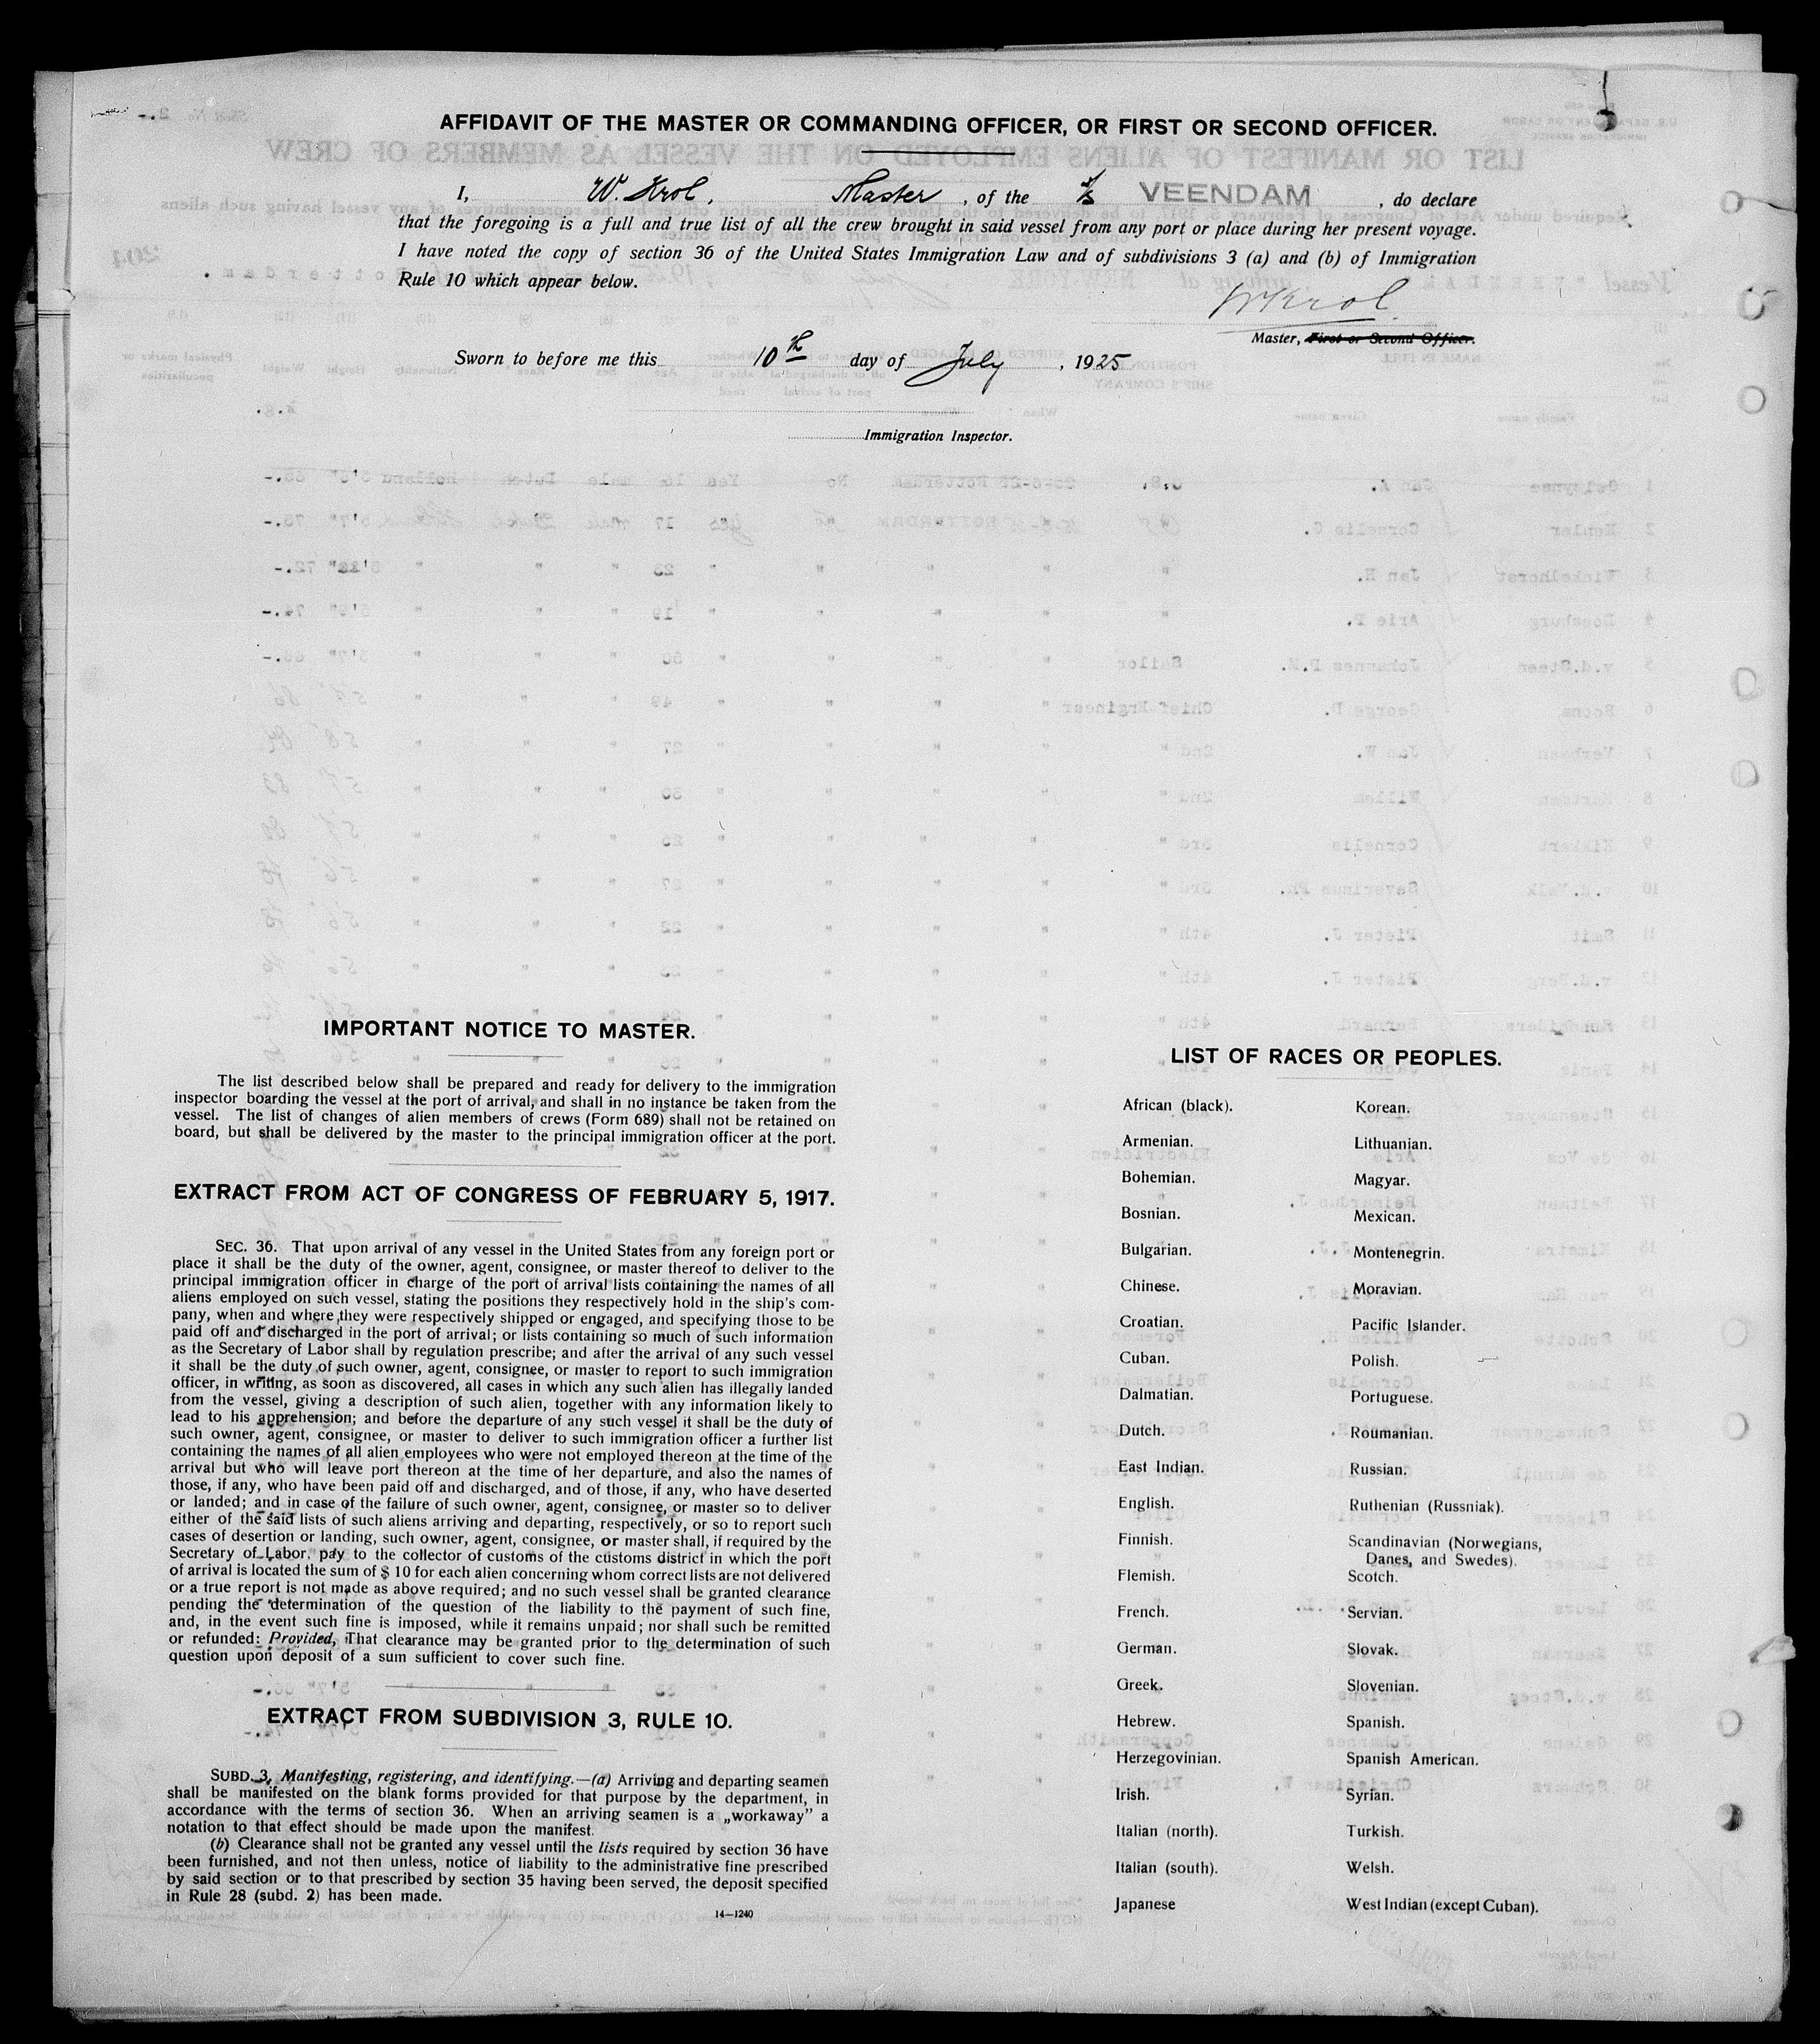 AFFIDAVIT OF THE MASTER OR COMMANDING OFFICER, OR FIRST OR SECOND OFFICER.
I, W. Krol, Master, of the S/S VEENDAM, do declare
that the foregoing is a full and true list of all the crew brought in said vessel from any port or place during her present voyage.
I have noted the copy of section 36 of the United States Immigration Law and of subdivisions 3 (a) and (b) of Immigration
Rule 10 which appear below.
WKrol
Master, First or Second Officer.
Sworn to before me this 10th day of July, 1925
Immigration Inspector.
IMPORTANT NOTICE TO MASTER.
The list described below shall be prepared and ready for delivery to the immigration
inspector boarding the vessel at the port of arrival, and shall in no instance be taken from the
vessel. The list of changes of alien members of crews (Form 689) shall not be retained on
board, but shall be delivered by the master to the principal immigration officer at the port.
EXTRACT FROM ACT OF CONGRESS OF FEBRUARY 5, 1917.
SEC. 36. That upon arrival of any vessel in the United States from any foreign port or
place it shall be the duty of the owner, agent, consignee, or master thereof to deliver to the
principal immigration officer in charge of the port of arrival lists containing the names of all
aliens employed on such vessel, stating the positions they respectively hold in the ship's com-
pany, when and where they were respectively shipped or engaged, and specifying those to be
paid off and discharged in the port of arrival; or lists containing so much of such information
as the Secretary of Labor shall by regulation prescribe; and after the arrival of any such vessel
it shall be the duty of such owner, agent, consignee, or master to report to such immigration
officer, in writing, as soon as discovered, all cases in which any such alien has illegally landed
from the vessel, giving a description of such alien, together with any information likely to
lead to his apprehension; and before the departure of any such vessel it shall be the duty of
such owner, agent, consignee, or master to deliver to such immigration officer a further list
containing the names of all alien employees who were not employed thereon at the time of the
arrival but who will leave port thereon at the time of her departure, and also the names of
those, if any, who have been paid off and discharged, and of those, if any, who have deserted
or landed; and in case of the failure of such owner, agent, consignee, or master so to deliver
either of the said lists of such aliens arriving and departing, respectively, or so to report such
cases of desertion or landing, such owner, agent, consignee, or master shall, if required by the
Secretary of Labor, pay to the collector of customs of the customs district in which the port
of arrival is located the sum of $ 10 for each alien concerning whom correct lists are not delivered
or a true report is not made as above required; and no such vessel shall be granted clearance
pending the determination of the question of the liability to the payment of such fine,
and, in the event such fine is imposed, while it remains unpaid; nor shall such be remitted
or refunded: Provided, That clearance may be granted prior to the determination of such
question upon deposit of a sum sufficient to cover such fine.
EXTRACT FROM SUBDIVISION 3, RULE 10.
SUBD. 3, Manifesting, registering, and identifying.—(a) Arriving and departing seamen
shall be manifested on the blank forms provided for that purpose by the department, in
accordance with the terms of section 36. When an arriving seamen is a „workaway” a
notation to that effect should be made upon the manifest.
(b) Clearance shall not be granted any vessel until the lists required by section 36 have
been furnished, and not then unless, notice of liability to the administrative fine prescribed
by said section or to that prescribed by section 35 having been served, the deposit specified
in Rule 28 (subd. 2) has been made.
14—1240
LIST OF RACES OR PEOPLES.
African (black).
Armenian.
Bohemian.
Bosnian.
Bulgarian.
Chinese.
Croatian.
Cuban.
Dalmatian.
Dutch.
East Indian.
English.
Finnish.
Flemish.
French.
German.
Greek.
Hebrew.
Herzegovinian.
Irish.
Italian (north).
Italian (south).
Japanese
Korean.
Lithuanian.
Magyar.
Mexican.
Montenegrin.
Moravian.
Pacific Islander.
Polish.
Portuguese.
Roumanian.
Russian.
Ruthenian (Russniak).
Scandinavian (Norwegians,
Danes, and Swedes).
Scotch.
Servian.
Slovak.
Slovenian.
Spanish.
Spanish American.
Syrian.
Turkish.
Welsh.
West Indian (except Cuban).